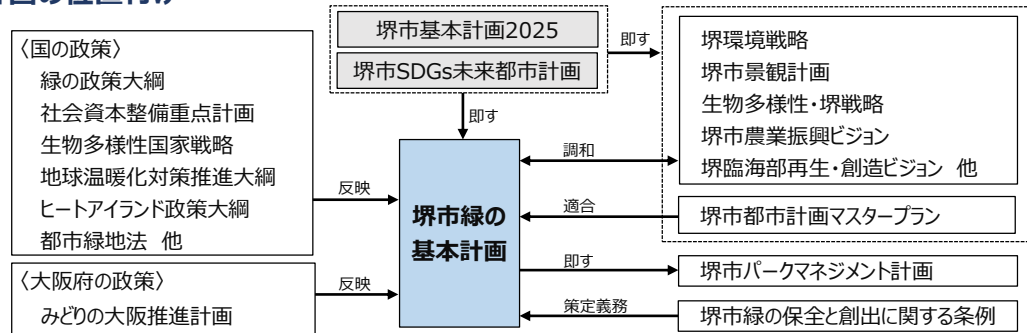 〈国の政策〉
緑の政策大綱
社会資本整備重点計画
生物多様性国家戦略
地球温暖化対策推進大綱
ヒートアイランド政策大綱
都市緑地法 他
〈大阪府の政策〉
みどりの大阪推進計画
反映
反映
堺市基本計画2025
堺市SDGs未来都市計画
即す
即す
堺市緑の
基本計画
調和
適合
即す
策定義務
堺環境戦略
堺市景観計画
生物多様性・堺戦略
堺市農業振興ビジョン
堺臨海部再生・創造ビジョン 他
堺市都市計画マスタープラン
堺市パークマネジメント計画
堺市緑の保全と創出に関する条例